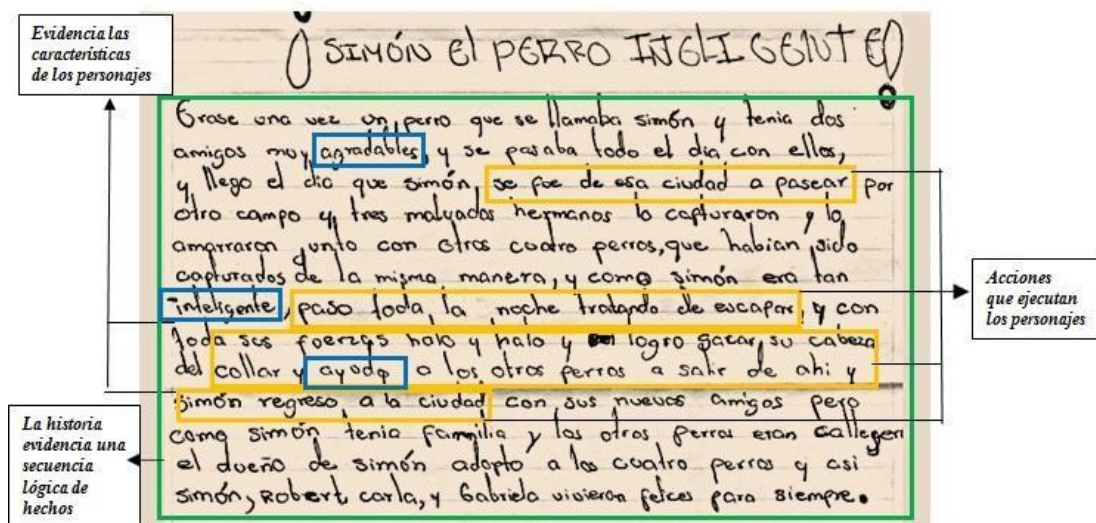 Evidencia las
características
de los personajes
¡SIMÓN El PERRO INGLIGENTE!
Erase una vez un perro que se llamaba simón y tenia dos
amigos muy agradables, y se pasaba todo el dia con ellos,
y llego el dia que simón, se fue de esa ciudad a pasear por
otro campo y tres malvados hermanos lo capturaron y lo
amarraron junto con otros cuatro perros, que habian sido
capturados de la misma manera, y como simón era tan
inteligente, paso toda la noche tratando de escapar, y con
toda sus fuerzas halo y halo y logro sacar su cabeza
del collar y ayudo a los otros perros a salir de ahi y
simón regreso a la ciudad con sus nuevos amigos pero
como simón tenia familia y los otros perros eran calleger
el dueño de simón adopto a los cuatro perros y asi
simón, Robert carla, y Gabriela vivieron felces para siempre.
Acciones
que ejecutan
los personajes
La historia
evidencia una
secuencia
lógica de
hechos